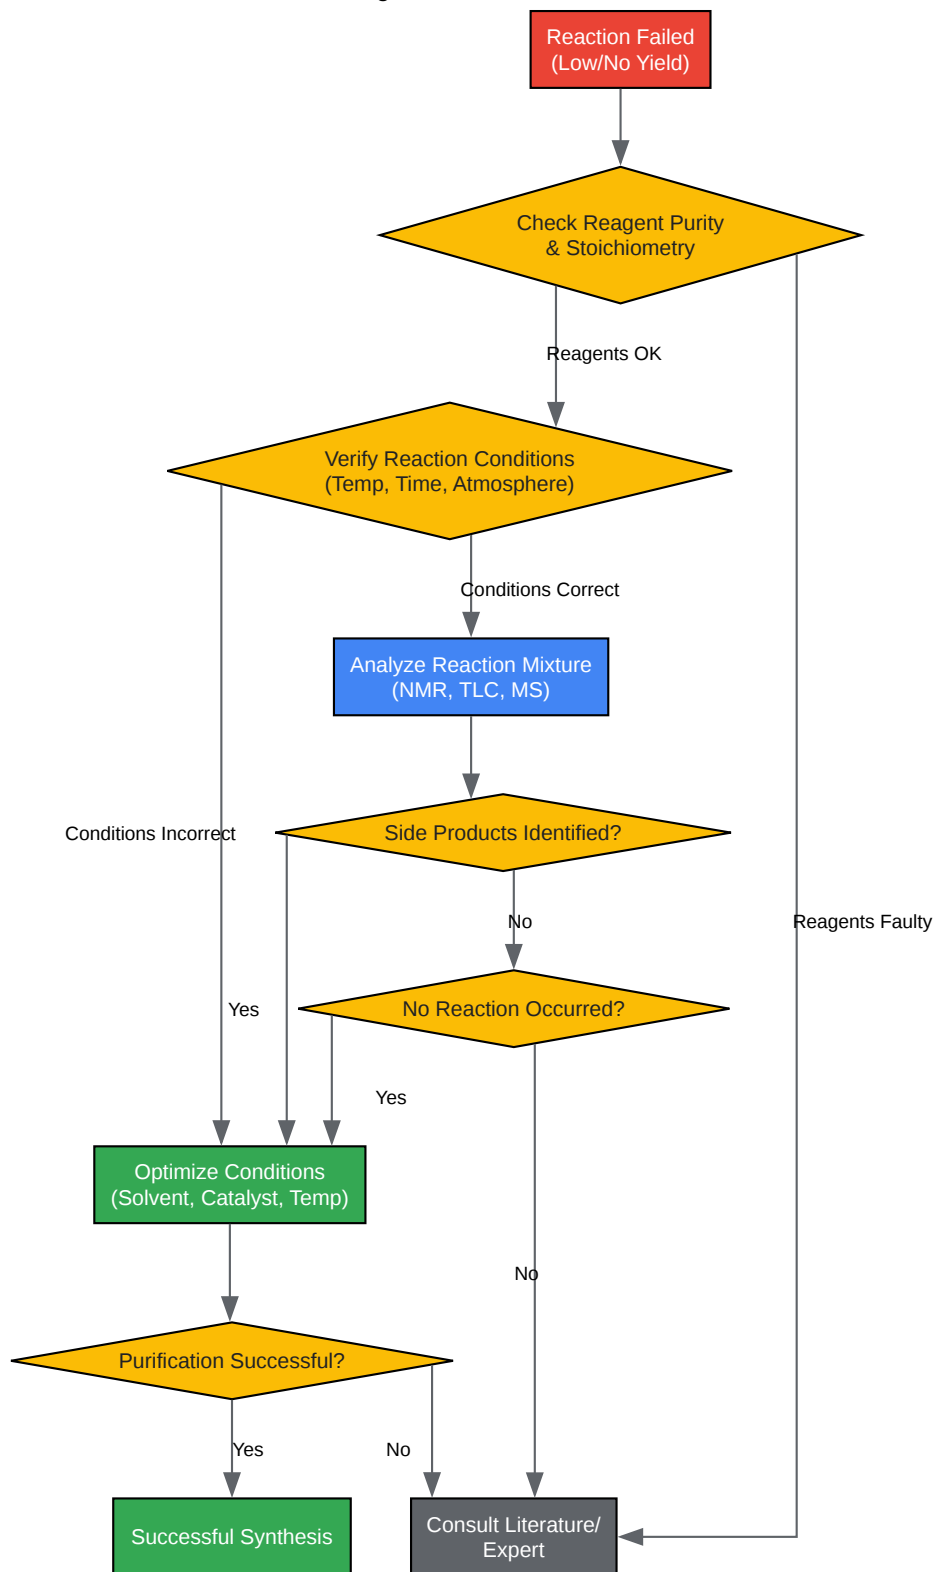 Reaction Failed
(Low/No Yield)
Check Reagent Purity
& Stoichiometry
Reagents OK
Verify Reaction Conditions
(Temp, Time, Atmosphere)
Conditions Correct
Analyze Reaction Mixture
(NMR, TLC, MS)
Conditions Incorrect
Side Products Identified?
No
Reagents Faulty
Yes
No Reaction Occurred?
Yes
Optimize Conditions
(Solvent, Catalyst, Temp)
No
Purification Successful?
Yes
No
Successful Synthesis
Consult Literature/
Expert